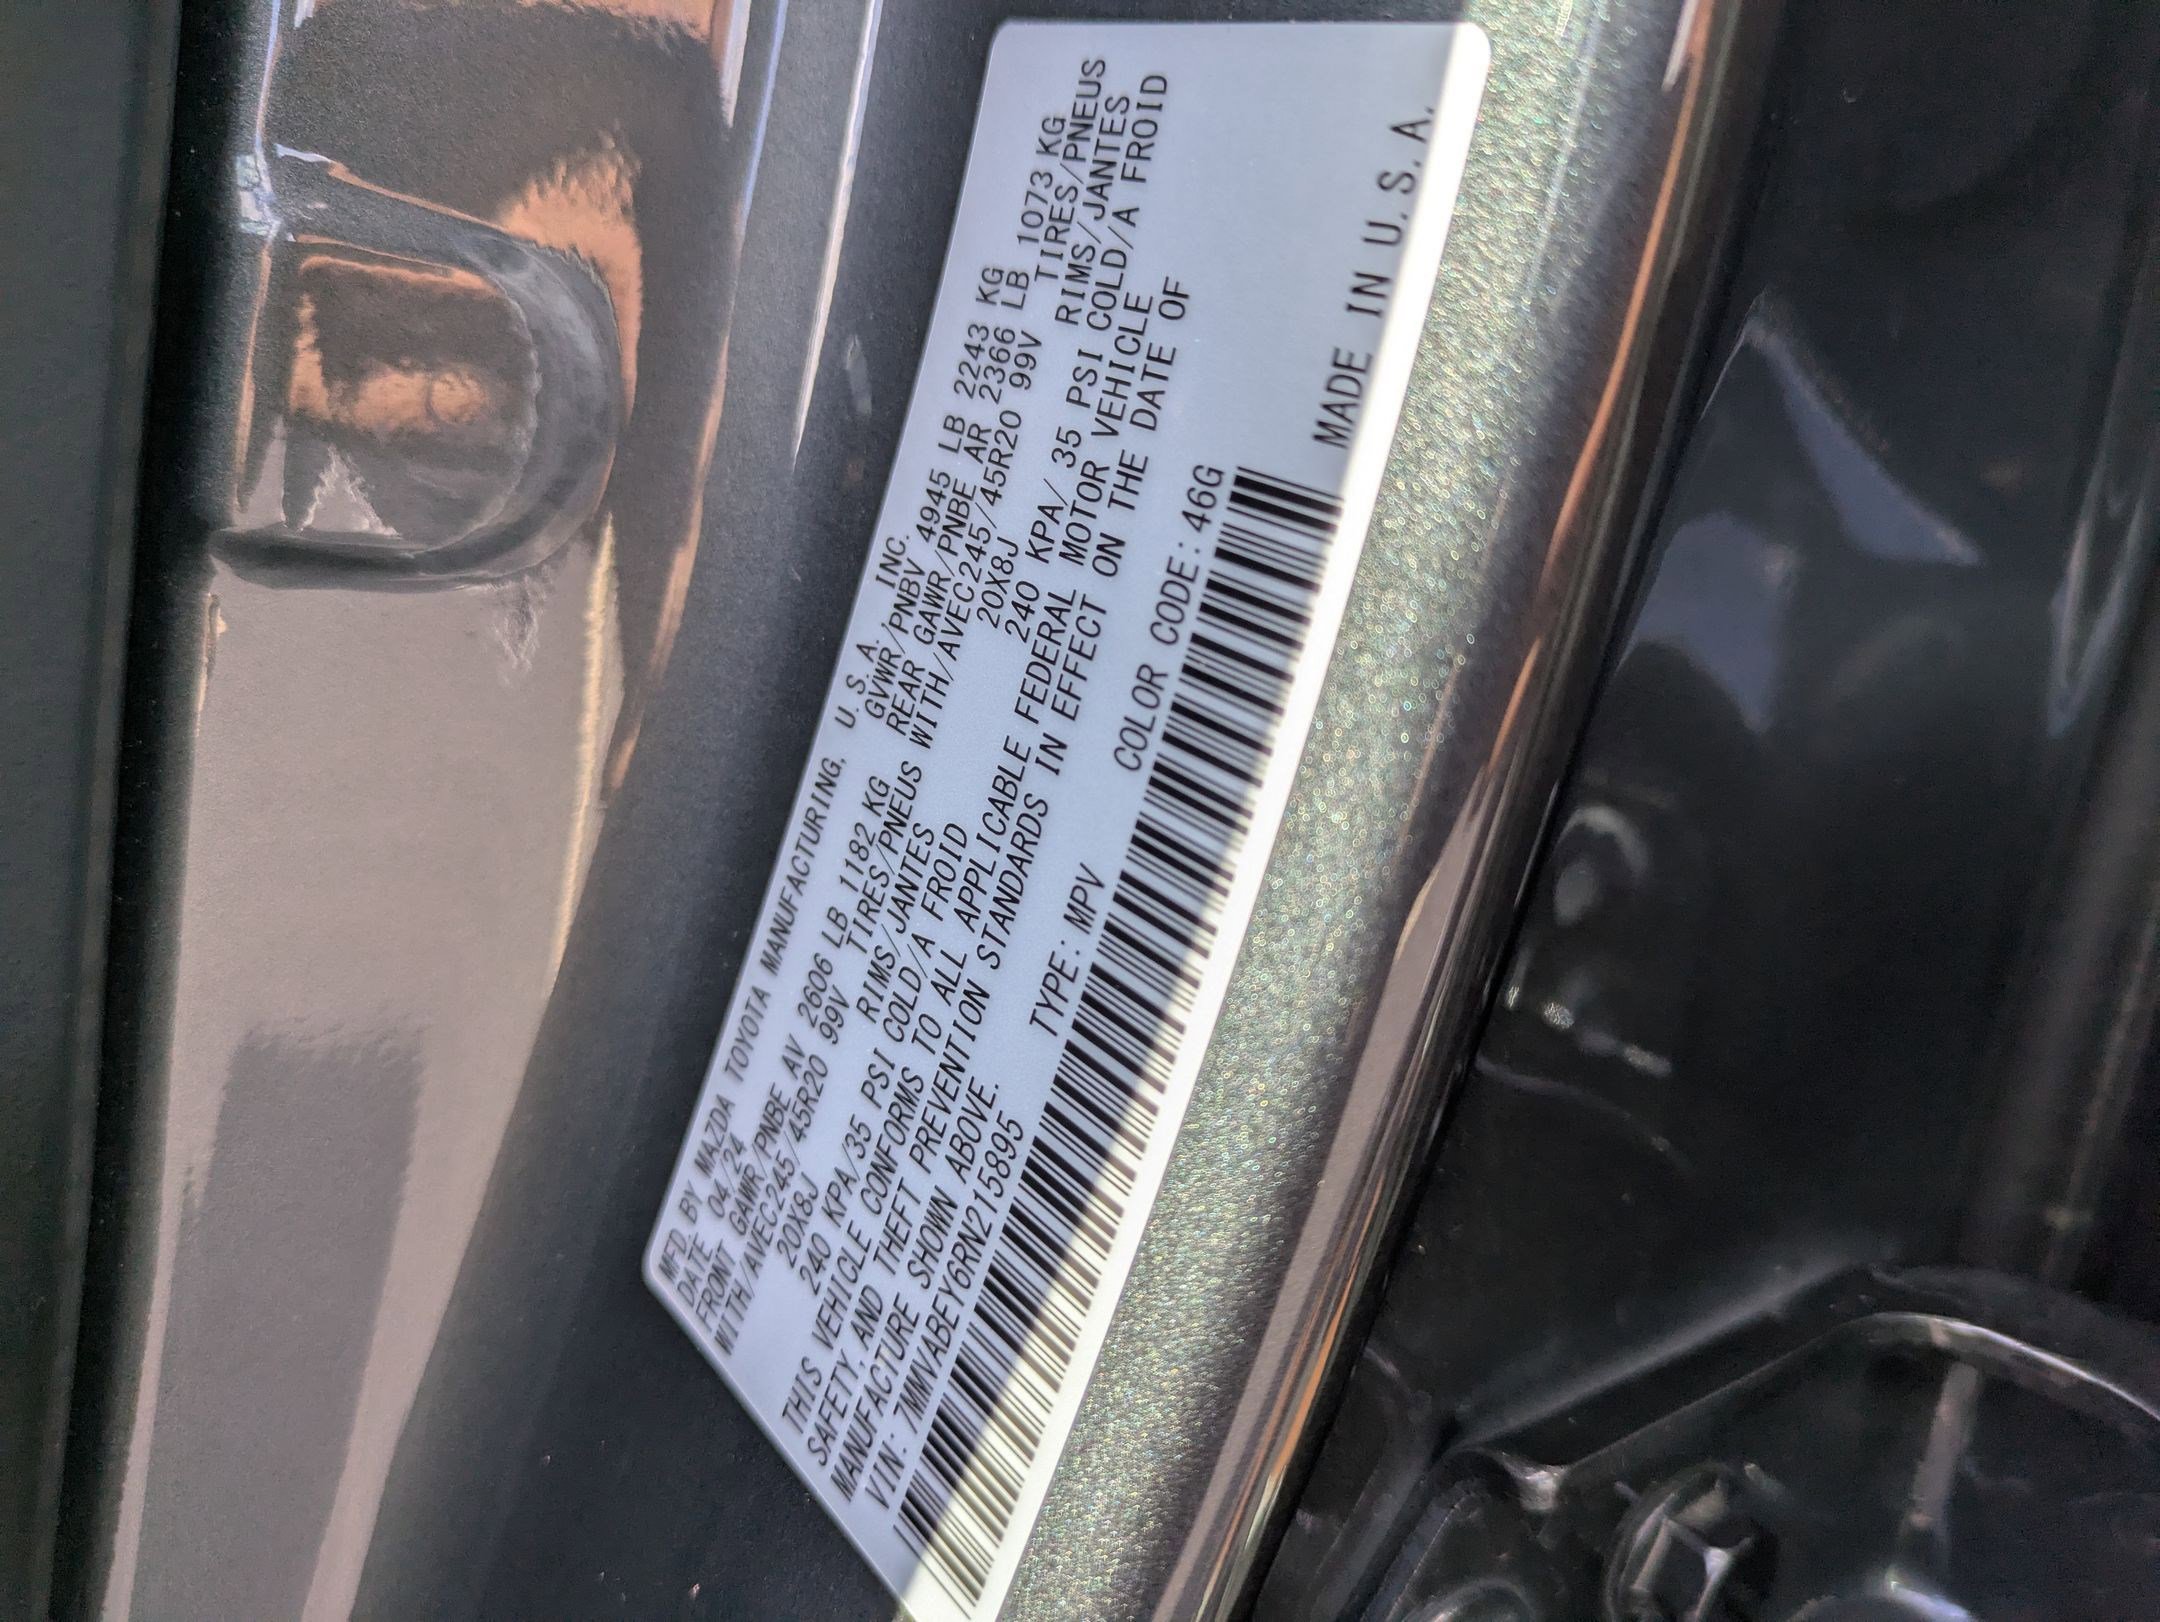 MFD. BY MAZDA TOYOTA MANUFACTURING, U.S.A. INC.
DATE 04/24 GVWR/PNBV 4945 LB 2243 KG
FRONT GAWR/PNBE AV 2606 LB 1182 KG REAR GAWR/PNBE AR 2366 LB 1073 KG
WITH/AVEC245/45R20 99V TIRES/PNEUS WITH/AVEC245/45R20 99V TIRES/PNEUS
20X8J RIMS/JANTES 20X8J RIMS/JANTES
240 KPA/35 PSI COLD/A FROID 240 KPA/ 35 PSI COLD/A FROID
THIS VEHICLE CONFORMS TO ALL APPLICABLE FEDERAL MOTOR VEHICLE
SAFETY, AND THEFT PREVENTION STANDARDS IN EFFECT ON THE DATE OF
MANUFACTURE SHOWN ABOVE.
VIN: 7MMVABEY6RN215895 TYPE: MPV COLOR CODE: 46G
MADE IN U.S.A.